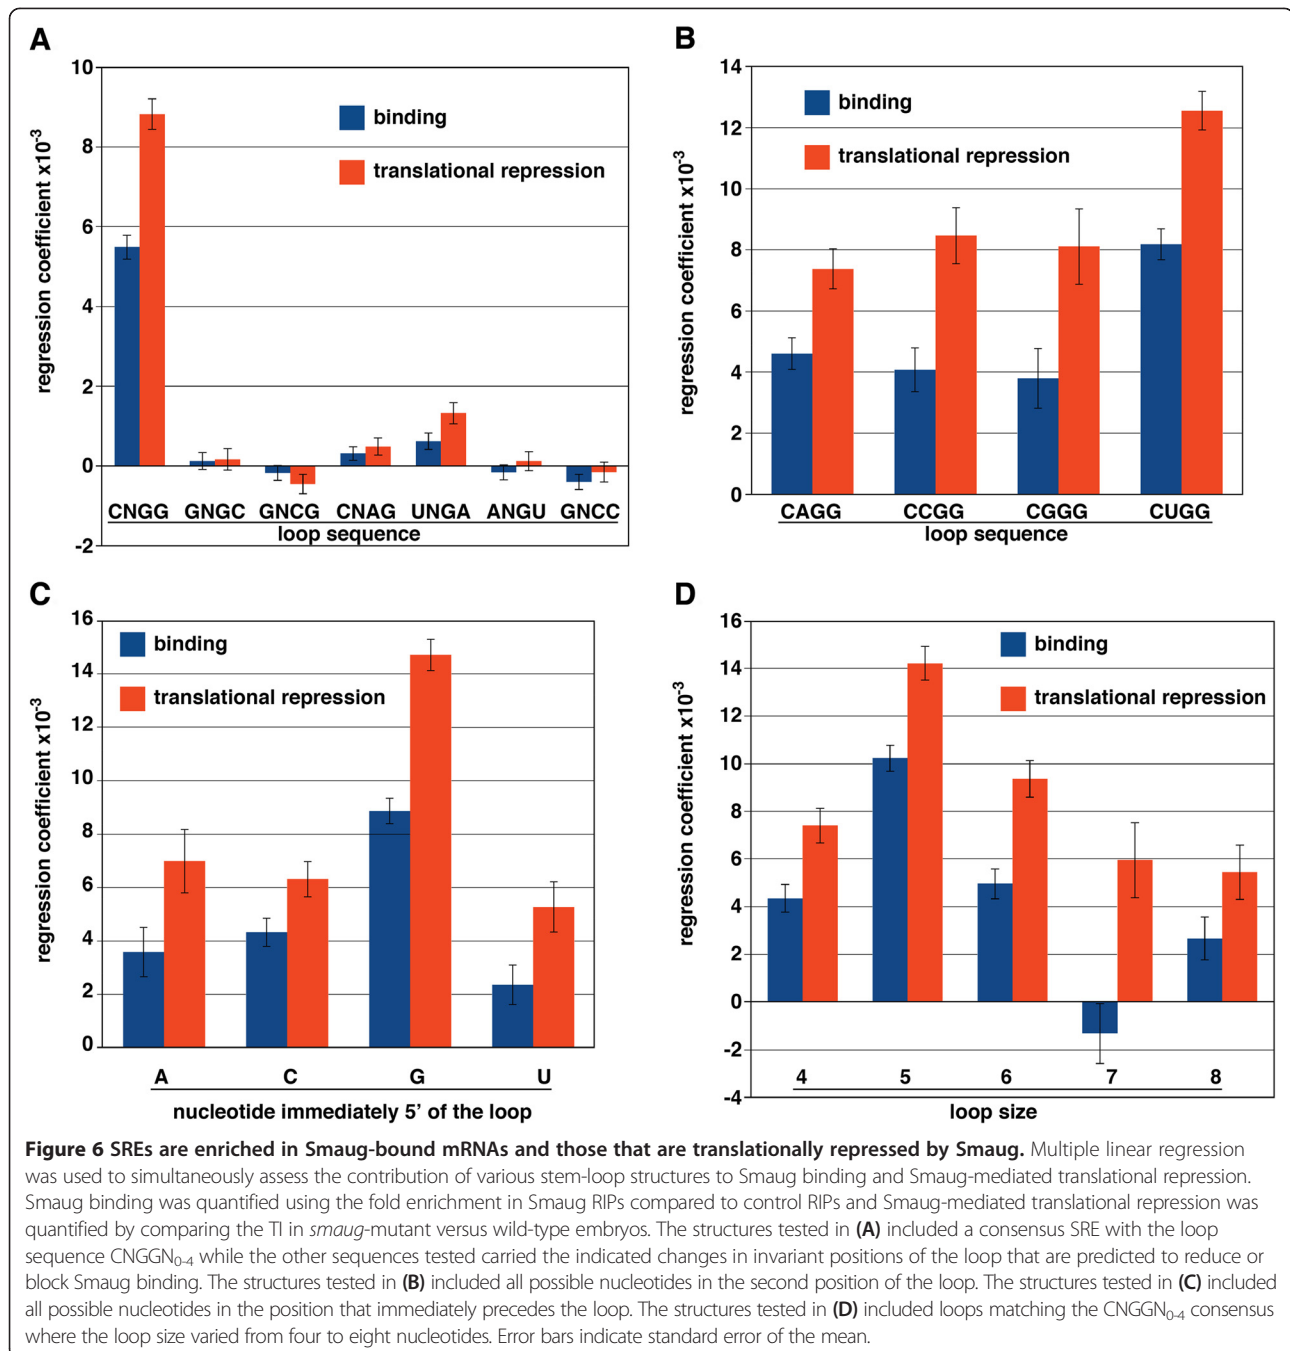 A
10
8
6
4
2
0
-2
regression coefficient x10⁻³
binding
translational repression
CNGG GNGC GNCG CNAG UNGA ANGU GNCC
loop sequence
B
14
12
10
8
6
4
2
0
regression coefficient x10⁻³
binding
translational repression
CAGG CCGG CGGG CUGG
loop sequence
C
16
14
12
10
8
6
4
2
0
regression coefficient x10⁻³
binding
translational repression
A C G U
nucleotide immediately 5’ of the loop
D
16
14
12
10
8
6
4
2
0
-2
-4
regression coefficient x10⁻³
binding
translational repression
4 5 6 7 8
loop size
Figure 6 SREs are enriched in Smaug-bound mRNAs and those that are translationally repressed by Smaug. Multiple linear regression
was used to simultaneously assess the contribution of various stem-loop structures to Smaug binding and Smaug-mediated translational repression.
Smaug binding was quantified using the fold enrichment in Smaug RIPs compared to control RIPs and Smaug-mediated translational repression was
quantified by comparing the TI in smaug-mutant versus wild-type embryos. The structures tested in (A) included a consensus SRE with the loop
sequence CNGGN₀₋₄ while the other sequences tested carried the indicated changes in invariant positions of the loop that are predicted to reduce or
block Smaug binding. The structures tested in (B) included all possible nucleotides in the second position of the loop. The structures tested in (C) included
all possible nucleotides in the position that immediately precedes the loop. The structures tested in (D) included loops matching the CNGGN₀₋₄ consensus
where the loop size varied from four to eight nucleotides. Error bars indicate standard error of the mean.